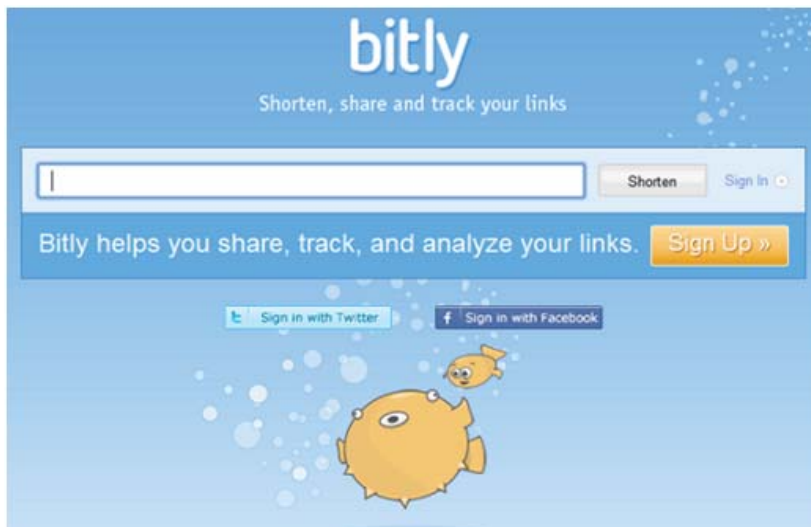 bitly
Shorten, share and track your links
Shorten
Sign In
Bitly helps you share, track, and analyze your links.
Sign Up »
Sign in with Twitter
f Sign in with Facebook